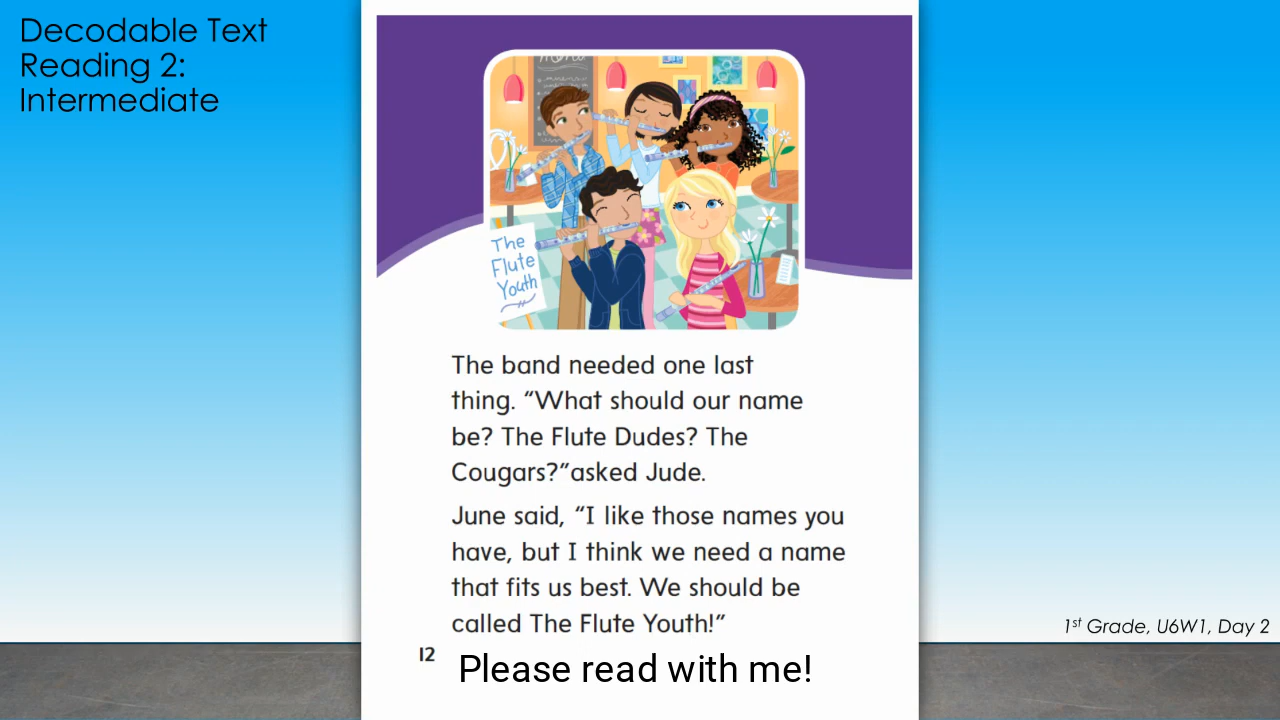 Decodable Text
Reading 2:
Intermediate
The
Flute
Youth
The band needed one last
thing. “What should our name
be? The Flute Dudes? The
Cougars?”asked Jude.
June said, “I like those names you
have, but I think we need a name
that fits us best. We should be
called The Flute Youth!”
12
Please read with me!
1st Grade, U6W1, Day 2